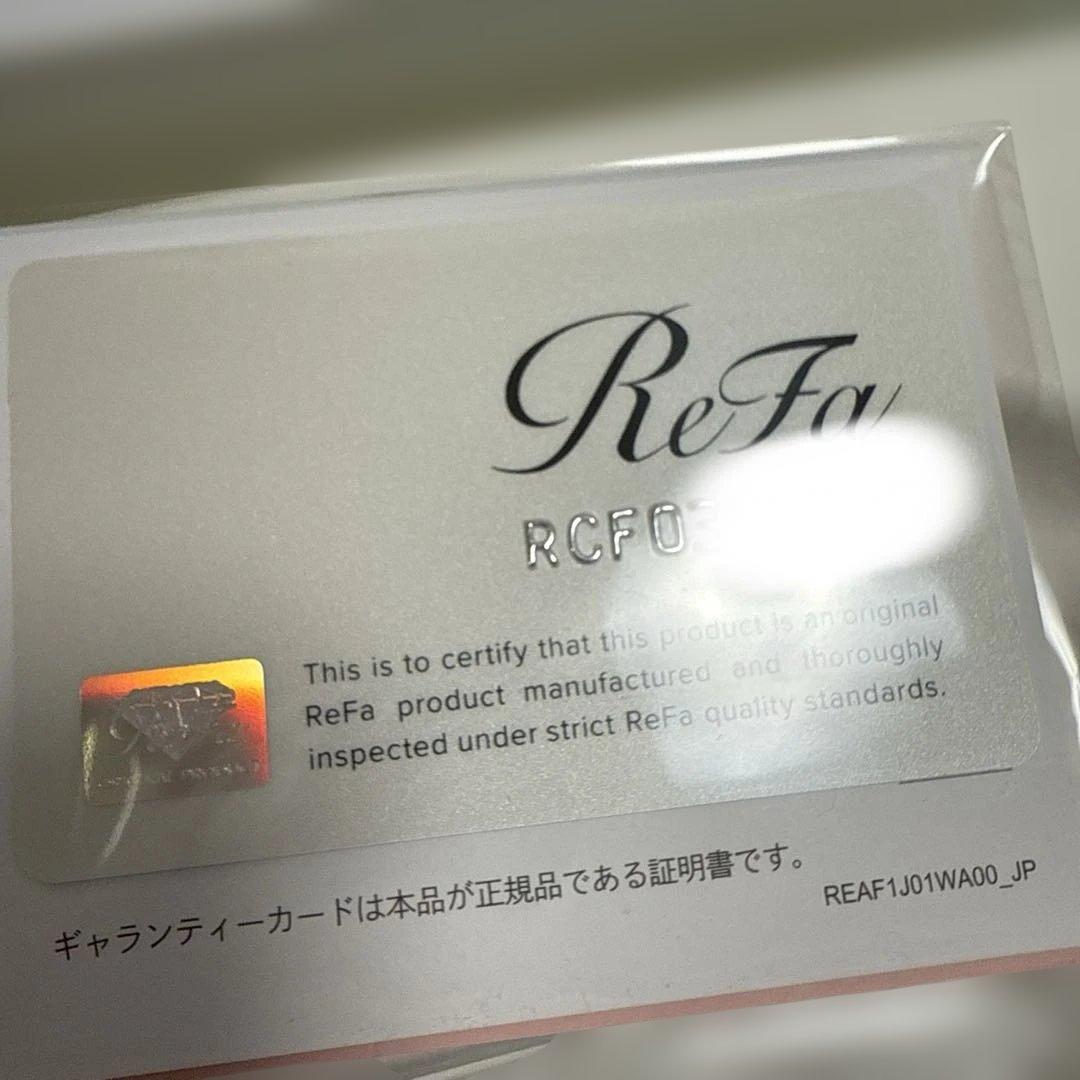 ReFa
RCF0
This is to certify that this product is an original
ReFa product manufactured and thoroughly
inspected under strict ReFa quality standards.
ギャランティーカードは本品が正規品である証明書です。
REAF1J01WA00_JP